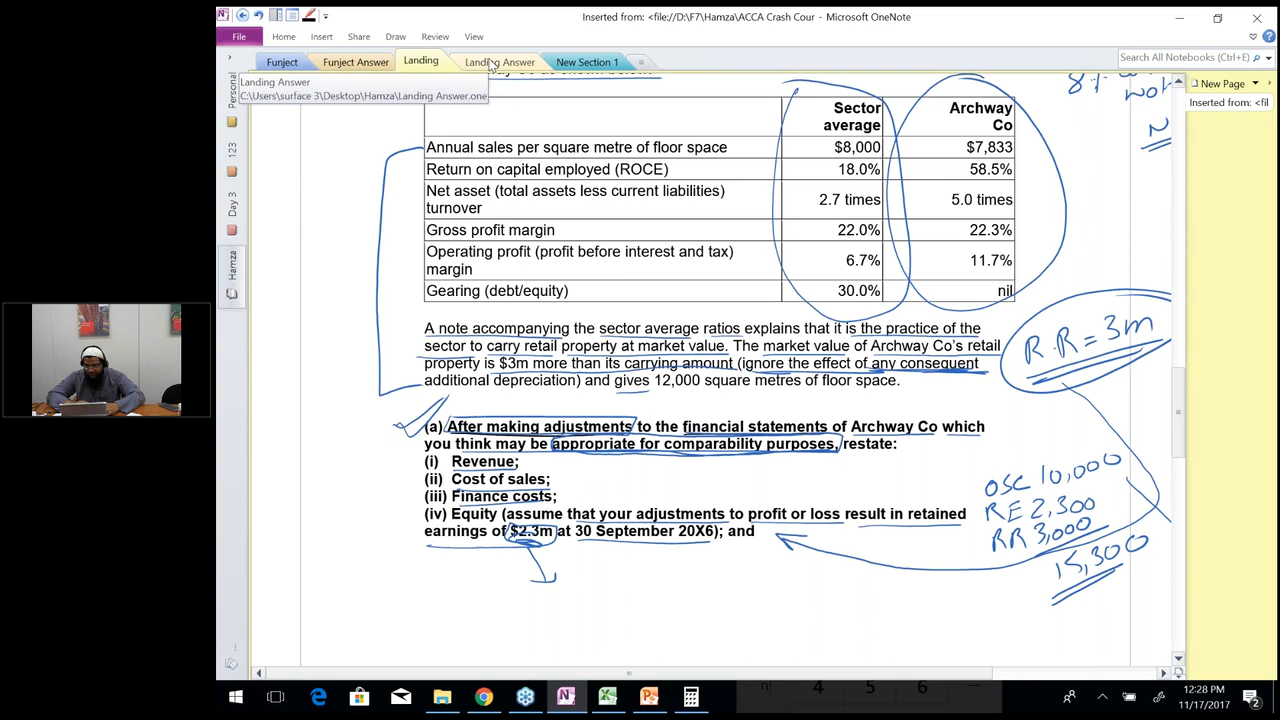 Inserted from: <file://D:\F7\Hamza\ACCA Crash Cour - Microsoft OneNote
File Home Insert Share Draw Review View
Funject Funject Answer Landing Landing Answer New Section 1 Search All Notebooks (Ctrl+E)
Landing Answer
C:\Users\surface 3\Desktop\Hamza\Landing Answer.one
New Page
Inserted from: <fil
Personal
123
Day 3
Hamza
Sector average Archway Co
Annual sales per square metre of floor space $8,000 $7,833
Return on capital employed (ROCE) 18.0% 58.5%
Net asset (total assets less current liabilities) turnover 2.7 times 5.0 times
Gross profit margin 22.0% 22.3%
Operating profit (profit before interest and tax) margin 6.7% 11.7%
Gearing (debt/equity) 30.0% nil
A note accompanying the sector average ratios explains that it is the practice of the
sector to carry retail property at market value. The market value of Archway Co's retail
property is $3m more than its carrying amount (ignore the effect of any consequent
additional depreciation) and gives 12,000 square metres of floor space.
R.R = 3m
(a) After making adjustments to the financial statements of Archway Co which
you think may be appropriate for comparability purposes, restate:
(i) Revenue;
(ii) Cost of sales;
(iii) Finance costs;
(iv) Equity (assume that your adjustments to profit or loss result in retained
earnings of $2.3m at 30 September 20X6); and
OSC 10,000
RE 2,300
RR 3,000
15,300
nl 4 5 6
12:28 PM
11/17/2017
2